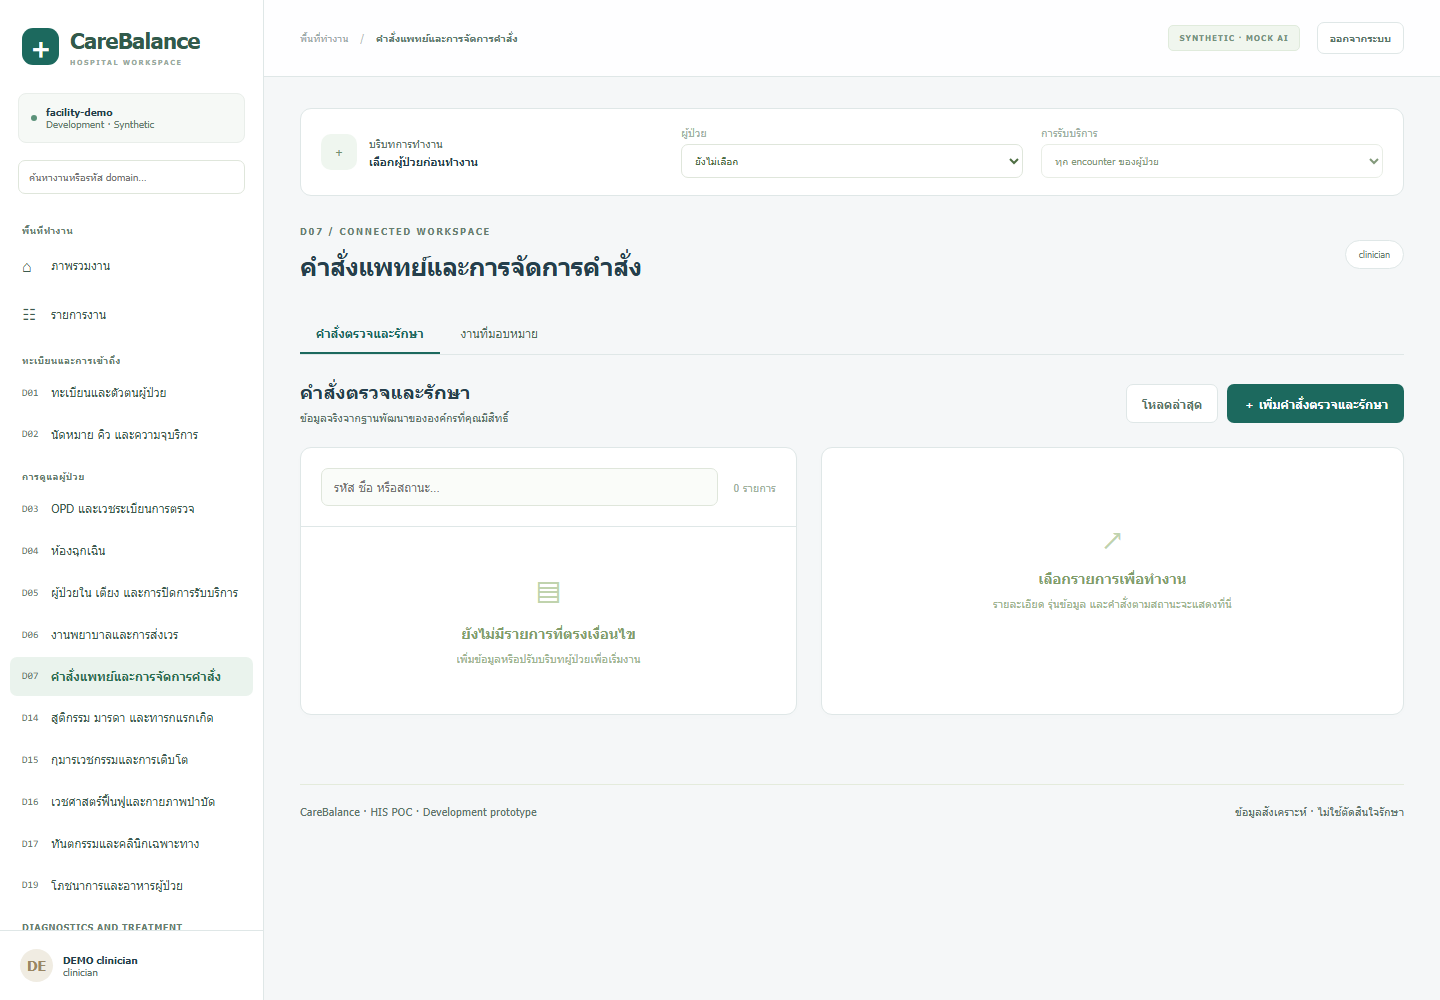 CareBalance
HOSPITAL WORKSPACE
facility-demo
Development · Synthetic
ค้นหางานหรือรหัส domain...
พื้นที่ทำงาน
ภาพรวมงาน
รายการงาน
ทะเบียนและการเข้าถึง
D01 ทะเบียนและตัวตนผู้ป่วย
D02 นัดหมาย คิว และความจุบริการ
การดูแลผู้ป่วย
D03 OPD และเวชระเบียนการตรวจ
D04 ห้องฉุกเฉิน
D05 ผู้ป่วยใน เตียง และการปิดการรับบริการ
D06 งานพยาบาลและการส่งเวร
D07 คำสั่งแพทย์และการจัดการคำสั่ง
D14 สูติกรรม มารดา และทารกแรกเกิด
D15 กุมารเวชกรรมและการเติบโต
D16 เวชศาสตร์ฟื้นฟูและกายภาพบำบัด
D17 ทันตกรรมและคลินิกเฉพาะทาง
D19 โภชนาการและอาหารผู้ป่วย
DIAGNOSTICS AND TREATMENT
DE
DEMO clinician
clinician
พื้นที่ทำงาน / คำสั่งแพทย์และการจัดการคำสั่ง
SYNTHETIC · MOCK AI
ออกจากระบบ
+
บริบทการทำงาน
เลือกผู้ป่วยก่อนทำงาน
ผู้ป่วย
ยังไม่เลือก
การรับบริการ
ทุก encounter ของผู้ป่วย
D07 / CONNECTED WORKSPACE
คำสั่งแพทย์และการจัดการคำสั่ง
clinician
คำสั่งตรวจและรักษา
งานที่มอบหมาย
คำสั่งตรวจและรักษา
ข้อมูลจริงจากฐานพัฒนาขององค์กรที่คุณมีสิทธิ์
โหลดล่าสุด
+ เพิ่มคำสั่งตรวจและรักษา
รหัส ชื่อ หรือสถานะ...
0 รายการ
ยังไม่มีรายการที่ตรงเงื่อนไข
เพิ่มข้อมูลหรือปรับบริบทผู้ป่วยเพื่อเริ่มงาน
เลือกรายการเพื่อทำงาน
รายละเอียด รุ่นข้อมูล และคำสั่งตามสถานะจะแสดงที่นี่
CareBalance · HIS POC · Development prototype
ข้อมูลสังเคราะห์ · ไม่ใช้ตัดสินใจรักษา